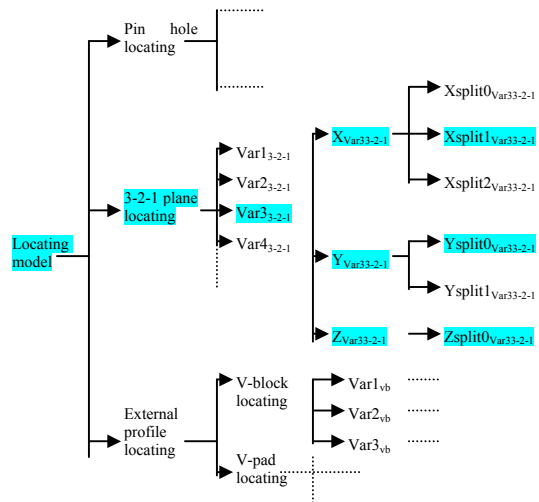 Pin hole
locating
Xsplit0Var33-2-1
XVar33-2-1
Xsplit1Var33-2-1
Var13-2-1
Var23-2-1
Xsplit2Var33-2-1
3-2-1 plane
locating
Var33-2-1
Var43-2-1
Locating
model
YVar33-2-1
Ysplit0Var33-2-1
Ysplit1Var33-2-1
ZVar33-2-1
Zsplit0Var33-2-1
V-block
locating
Var1vb
Var2vb
External
profile
locating
Var3vb
V-pad
locating